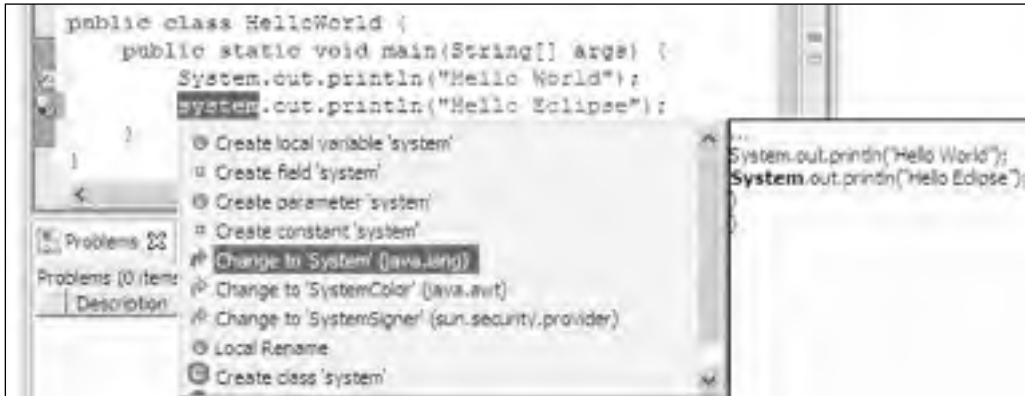 public class HelloWorld {
public static void main(String[] args) {
System.out.println("Hello World");
system.out.println("Hello Eclipse");
}
}
Create local variable 'system'
Create field 'system'
Create parameter 'system'
Create constant 'system'
Change to 'System' (java.lang)
Change to 'SystemColor' (java.awt)
Change to 'SystemSigner' (sun.security.provider)
Local Rename
Create class 'system'
...
System.out.println("Hello World");
System.out.println("Hello Eclipse");
}
}
Problems
Problems (0 items
Description